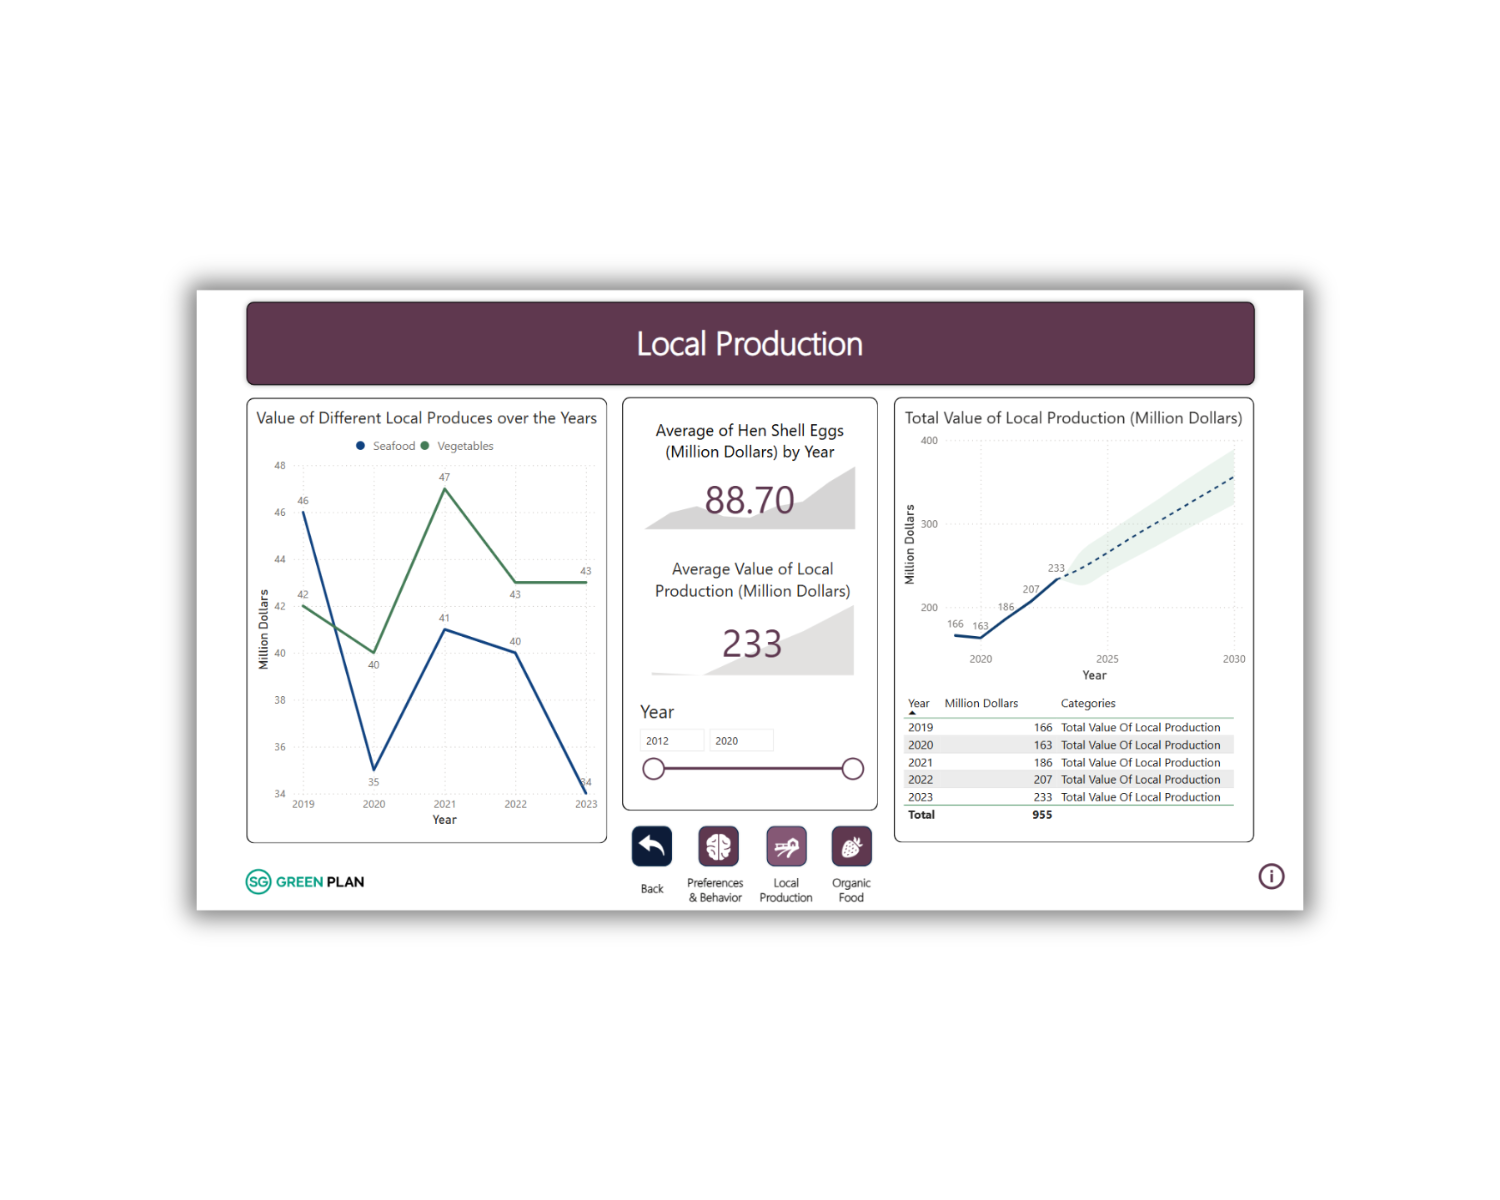 Local Production
Value of Different Local Produces over the Years
Seafood
Vegetables
48
46
44
42
40
38
36
34
Million Dollars
46
35
41
40
34
42
40
47
43
43
2019
2020
2021
2022
2023
Year
Average of Hen Shell Eggs
(Million Dollars) by Year
88.70
Average Value of Local
Production (Million Dollars)
233
Year
2012
2020
Total Value of Local Production (Million Dollars)
400
300
200
Million Dollars
166
163
186
207
233
2020
2025
2030
Year
Year Million Dollars Categories
2019 166 Total Value Of Local Production
2020 163 Total Value Of Local Production
2021 186 Total Value Of Local Production
2022 207 Total Value Of Local Production
2023 233 Total Value Of Local Production
Total 955
Back
Preferences
& Behavior
Local
Production
Organic
Food
SG GREEN PLAN
i